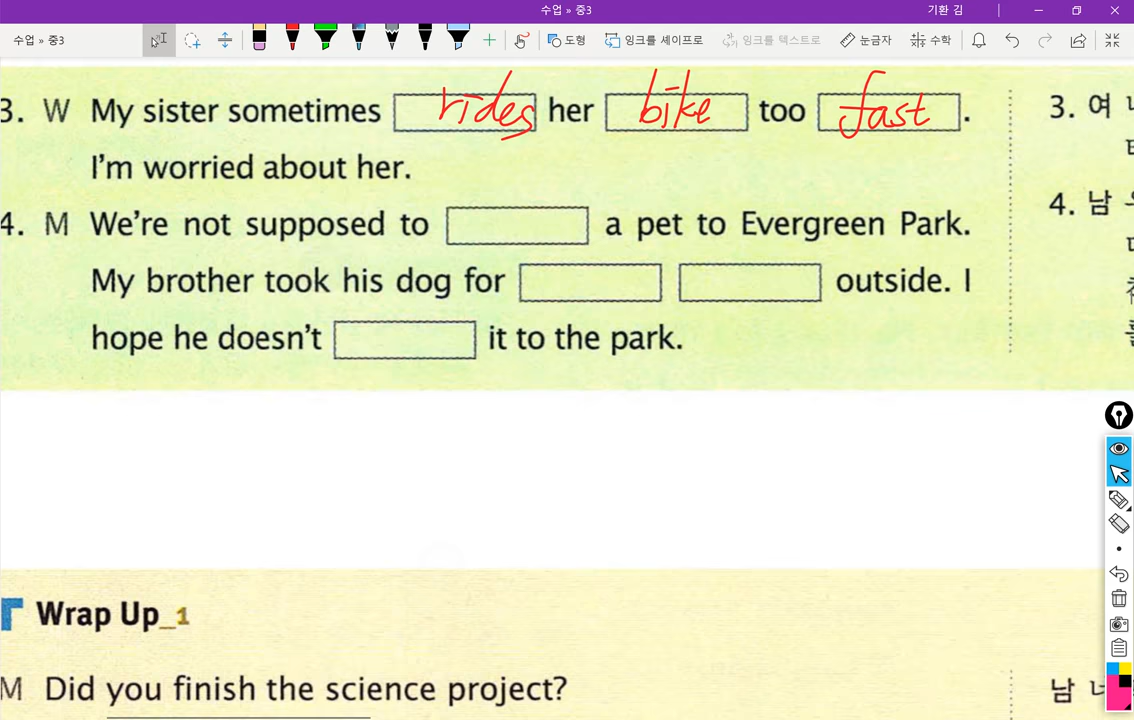 수업 » 중3
기환 김
수업 » 중3
도형
잉크를 셰이프로
잉크를 텍스트로
눈금자
수학
3. W My sister sometimes rides her bike too fast.
I'm worried about her.
4. M We're not supposed to a pet to Evergreen Park.
My brother took his dog for outside. I
hope he doesn't it to the park.
3. 여
4. 남
Wrap Up_1
M Did you finish the science project?
남 너